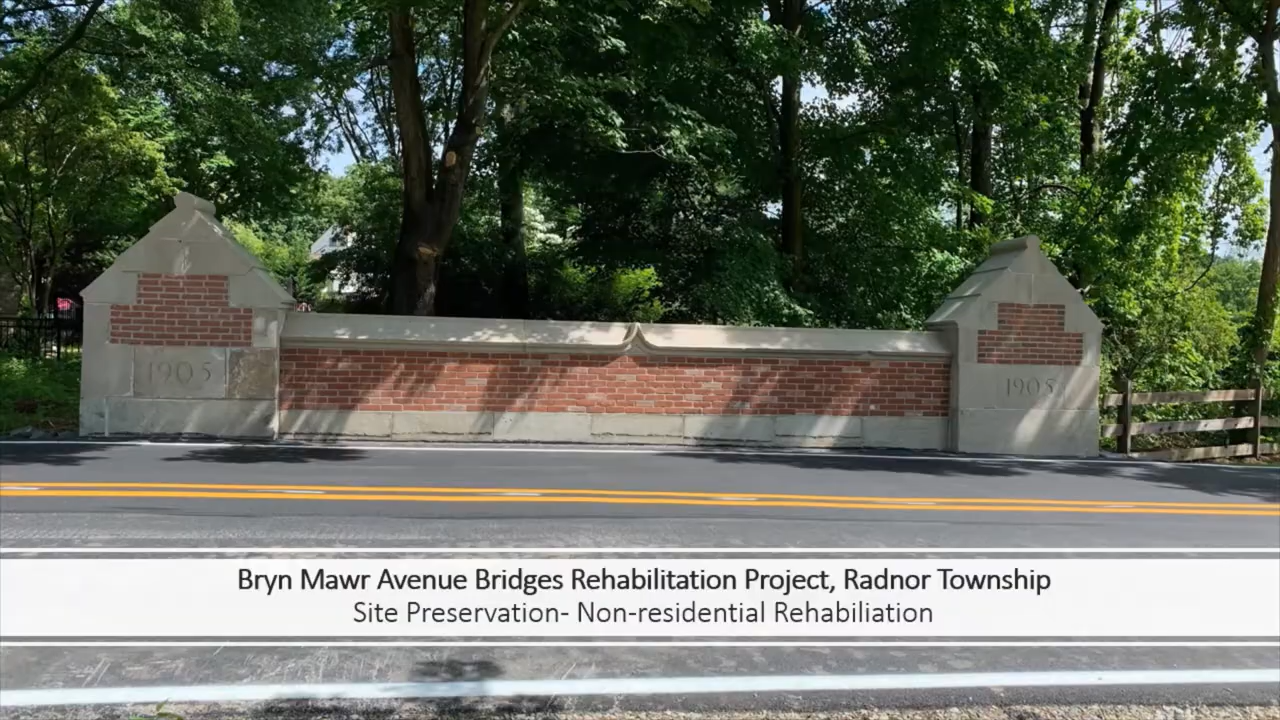 1905
1905
Bryn Mawr Avenue Bridges Rehabilitation Project, Radnor Township
Site Preservation- Non-residential Rehabiliation